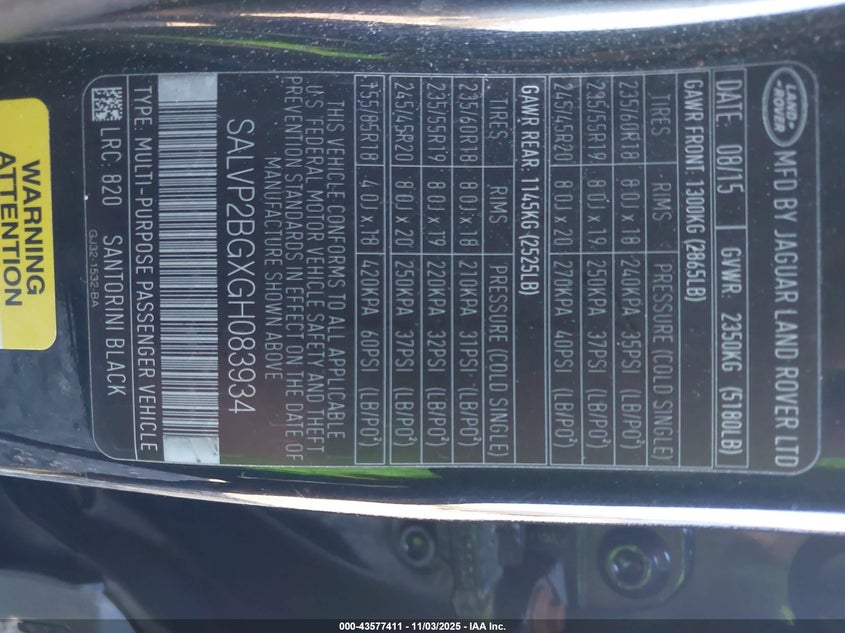 LAND
ROVER
MFD BY JAGUAR LAND ROVER LTD
DATE: 08/15 GVWR: 2350KG (5180LB)
GAWR FRONT: 1300KG (2865LB)
TIRES RIMS PRESSURE (COLD SINGLE)
235/60R18 8.0J x 18 240KPA 35PSI (LB/PO²)
235/55R19 8.0J x 19 250KPA 37PSI (LB/PO²)
245/45R20 8.0J x 20 270KPA 40PSI (LB/PO²)
GAWR REAR: 1145KG (2525LB)
TIRES RIMS PRESSURE (COLD SINGLE)
235/60R18 8.0J x 18 210KPA 31PSI (LB/PO²)
235/55R19 8.0J x 19 220KPA 32PSI (LB/PO²)
245/45R20 8.0J x 20 250KPA 37PSI (LB/PO²)
155/85R18 4.0J x 18 420KPA 60PSI (LB/PO²)
THIS VEHICLE CONFORMS TO ALL APPLICABLE
U.S. FEDERAL MOTOR VEHICLE SAFETY AND THEFT
PREVENTION STANDARDS IN EFFECT ON THE DATE OF
MANUFACTURE SHOWN ABOVE
SALVP2BGXGH083934
TYPE: MULTI-PURPOSE PASSENGER VEHICLE
LRC: 820 SANTORINI BLACK
GJ32-1532-BA
WARNING
ATTENTION
000-43577411 - 11/03/2025 - IAA Inc.